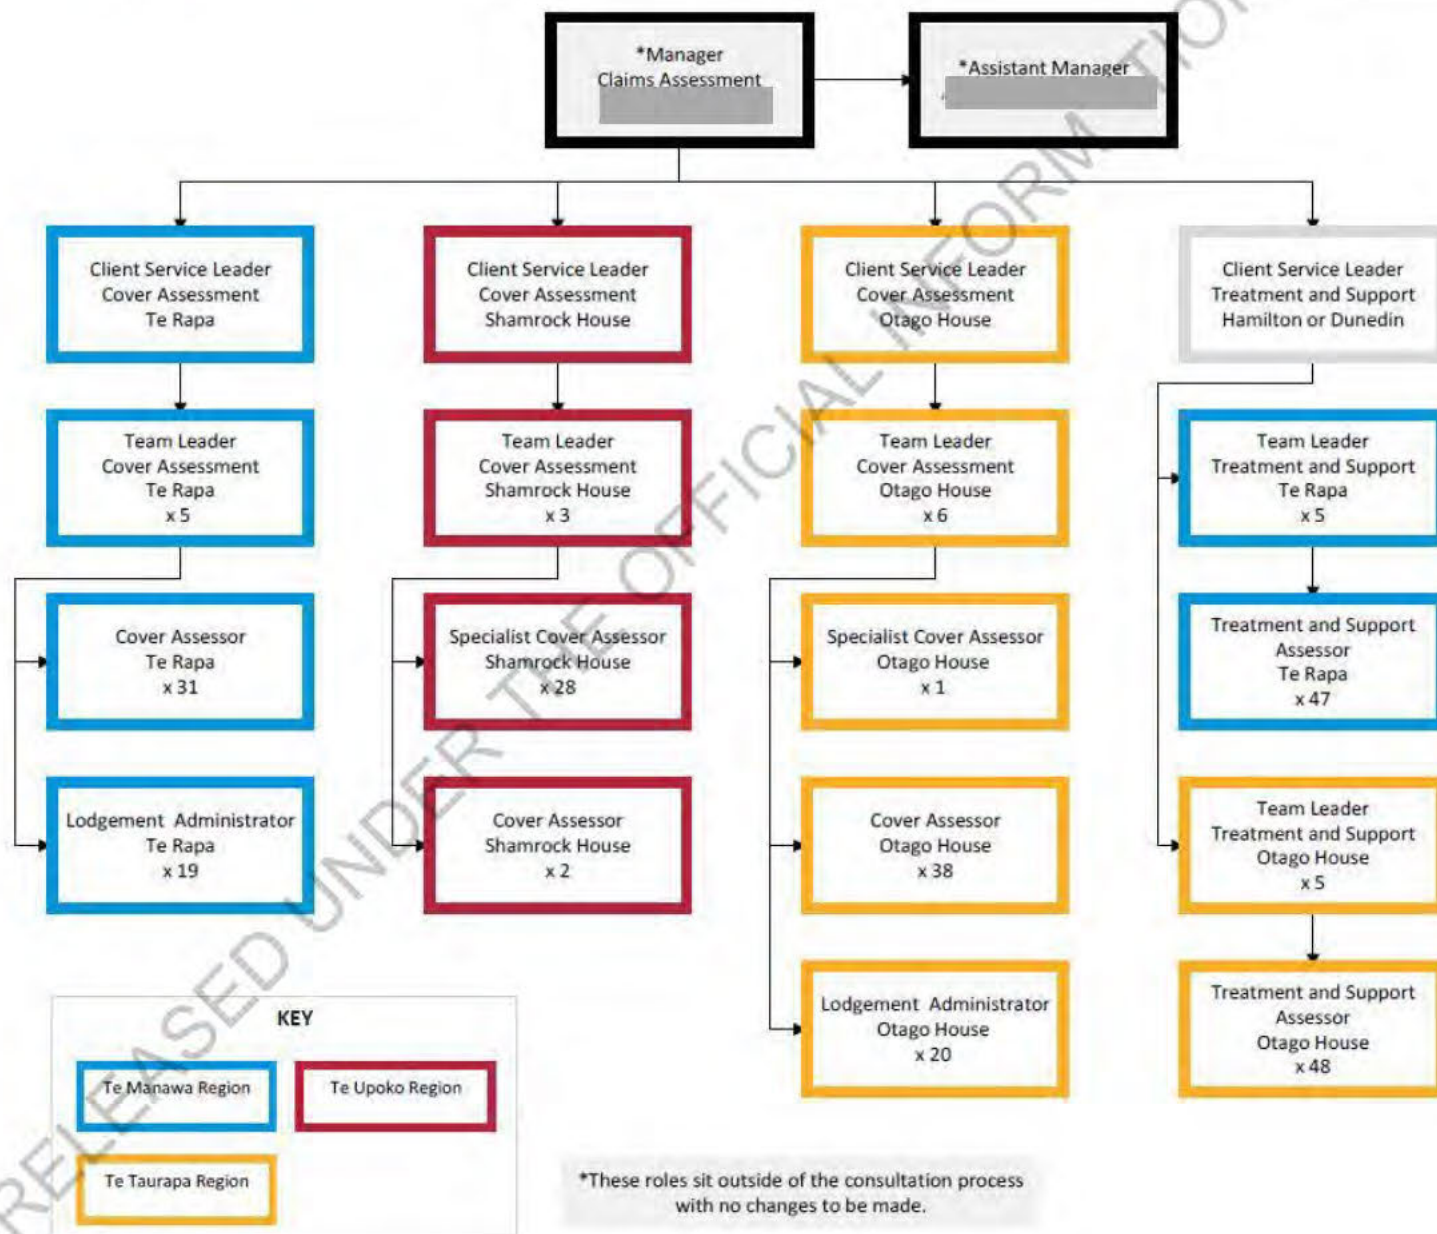 *Manager
Claims Assessment
*Assistant Manager
Client Service Leader
Cover Assessment
Te Rapa
Client Service Leader
Cover Assessment
Shamrock House
Client Service Leader
Cover Assessment
Otago House
Client Service Leader
Treatment and Support
Hamilton or Dunedin
Team Leader
Cover Assessment
Te Rapa
x 5
Team Leader
Cover Assessment
Shamrock House
x 3
Team Leader
Cover Assessment
Otago House
x 6
Team Leader
Treatment and Support
Te Rapa
x 5
Cover Assessor
Te Rapa
x 31
Specialist Cover Assessor
Shamrock House
x 28
Specialist Cover Assessor
Otago House
x 1
Treatment and Support
Assessor
Te Rapa
x 47
Lodgement Administrator
Te Rapa
x 19
Cover Assessor
Shamrock House
x 2
Cover Assessor
Otago House
x 38
Team Leader
Treatment and Support
Otago House
x 5
Lodgement Administrator
Otago House
x 20
Treatment and Support
Assessor
Otago House
x 48
KEY
Te Manawa Region
Te Upoko Region
Te Taurapa Region
*These roles sit outside of the consultation process
with no changes to be made.
RELEASED UNDER THE OFFICIAL INFORM TION